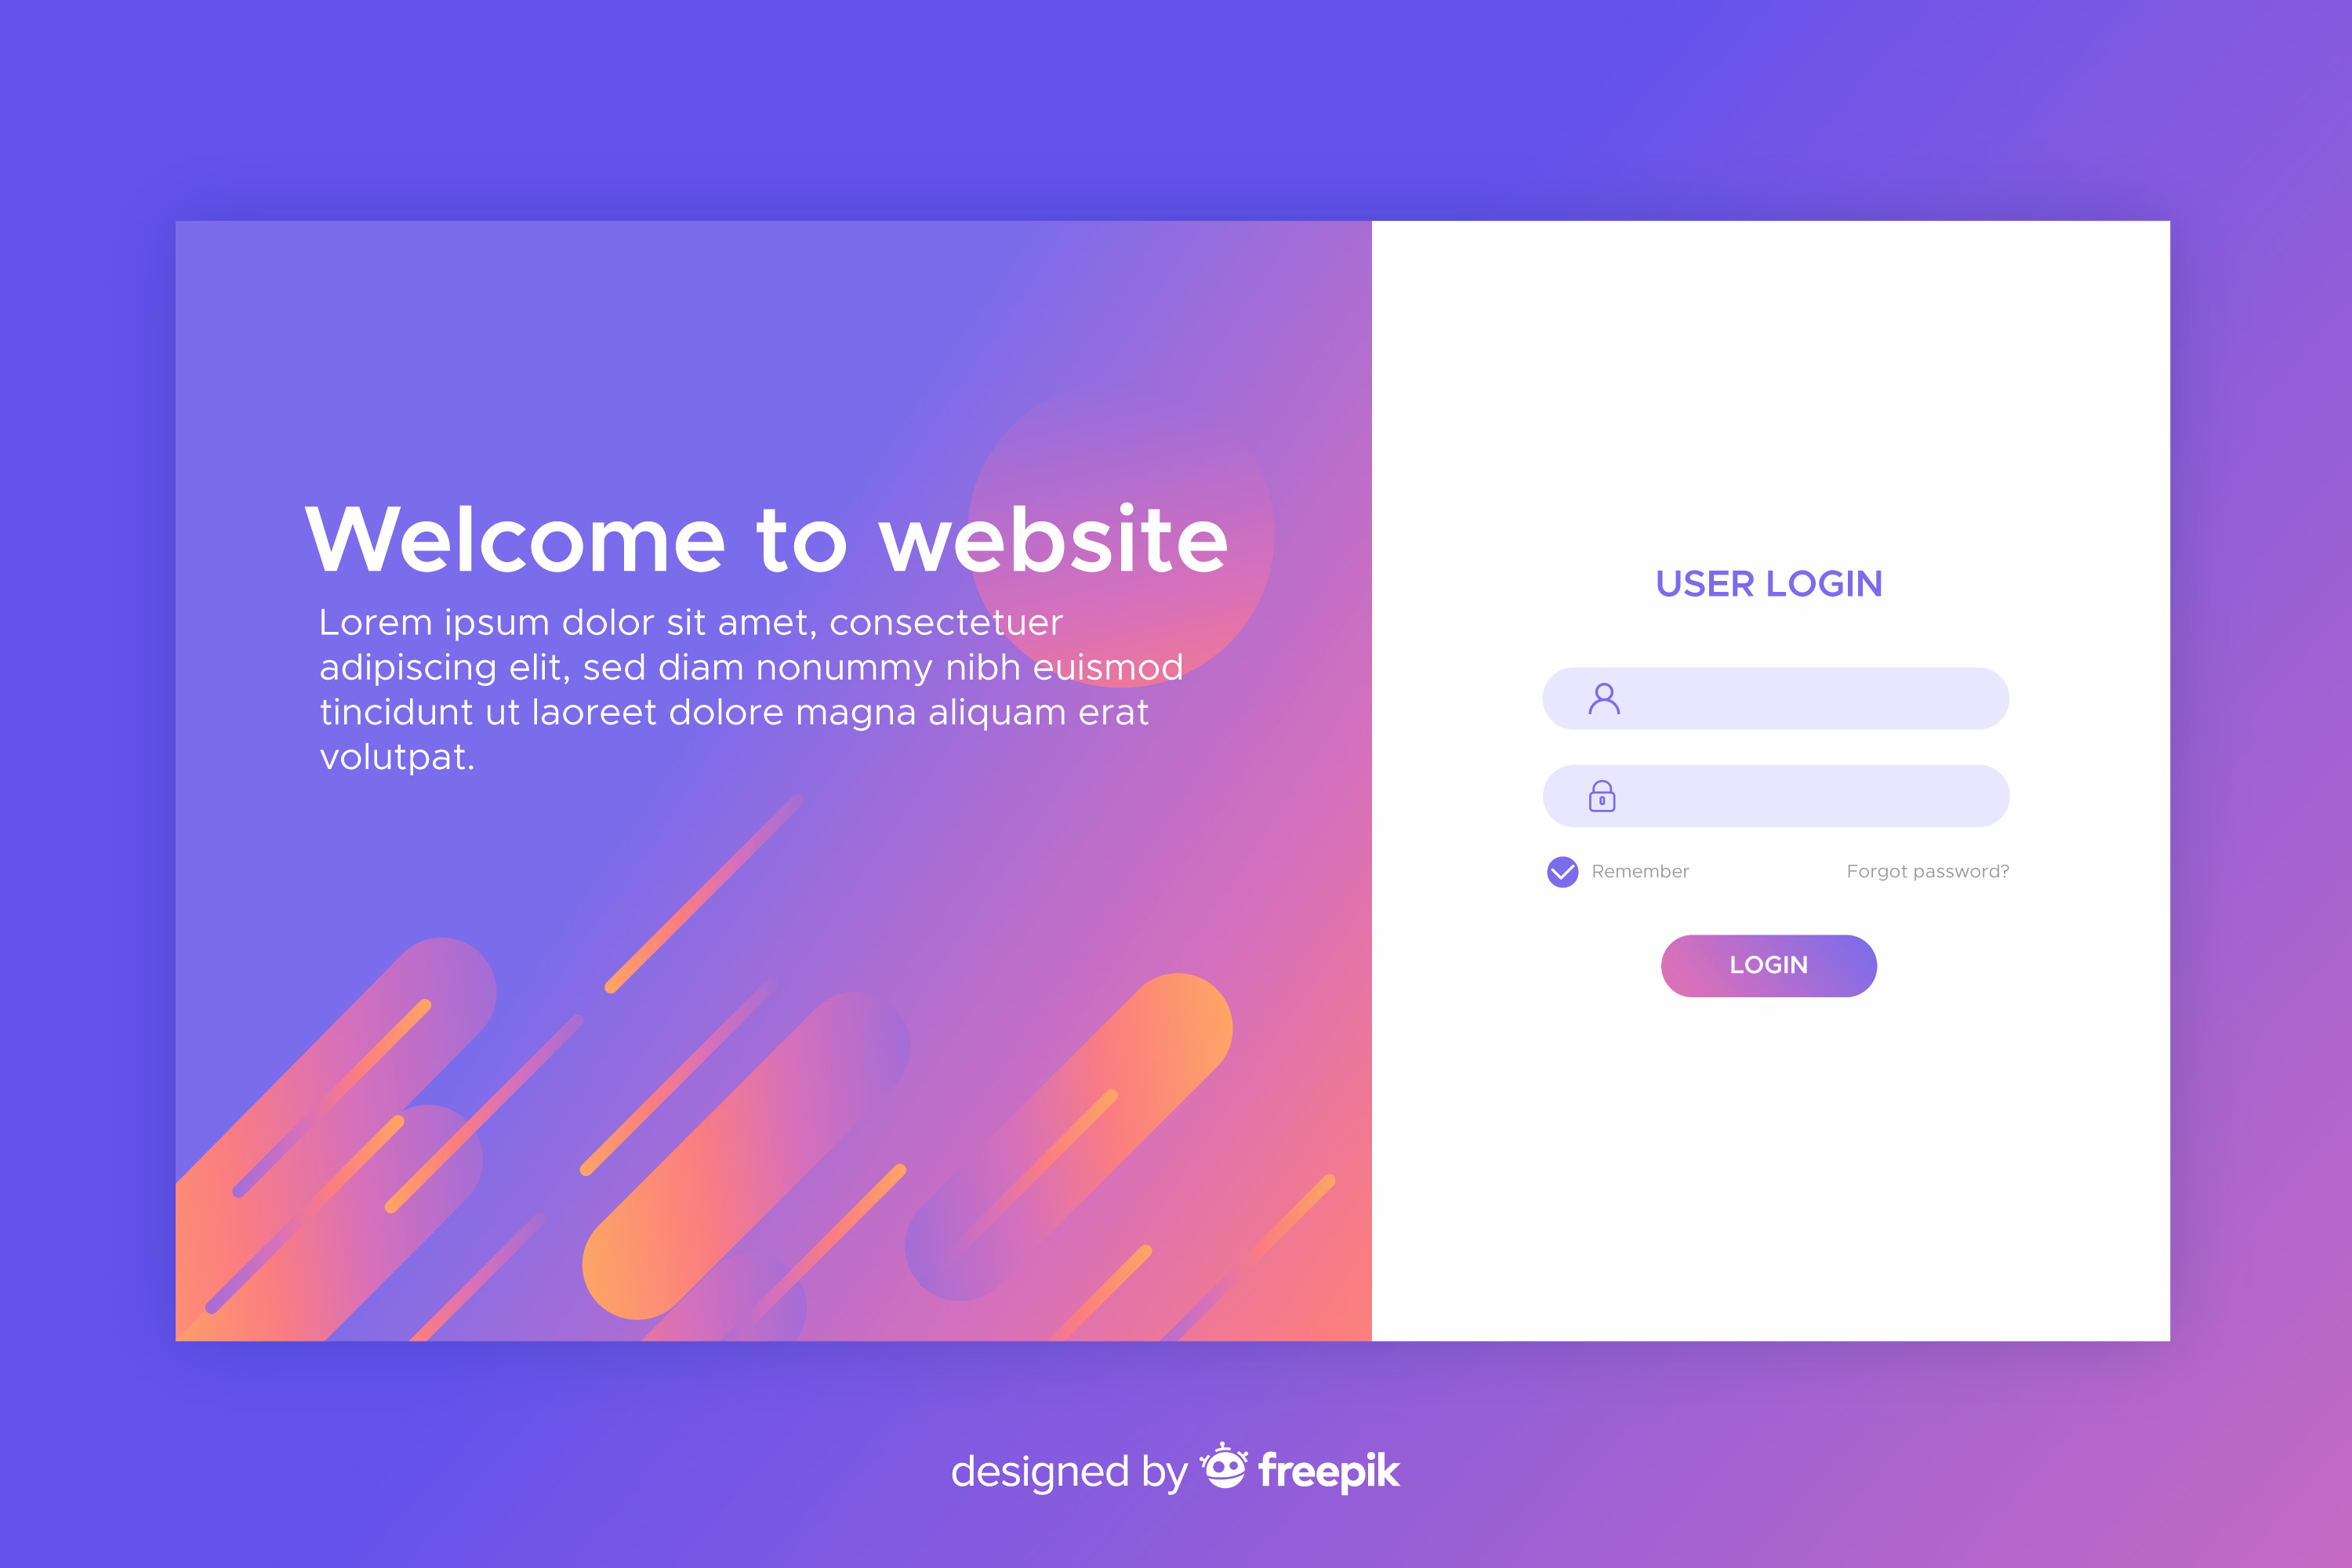 Welcome to website
Lorem ipsum dolor sit amet, consectetuer
adipiscing elit, sed diam nonummy nibh euismod
tincidunt ut laoreet dolore magna aliquam erat
volutpat.
USER LOGIN
Remember
Forgot password?
LOGIN
designed by freepik